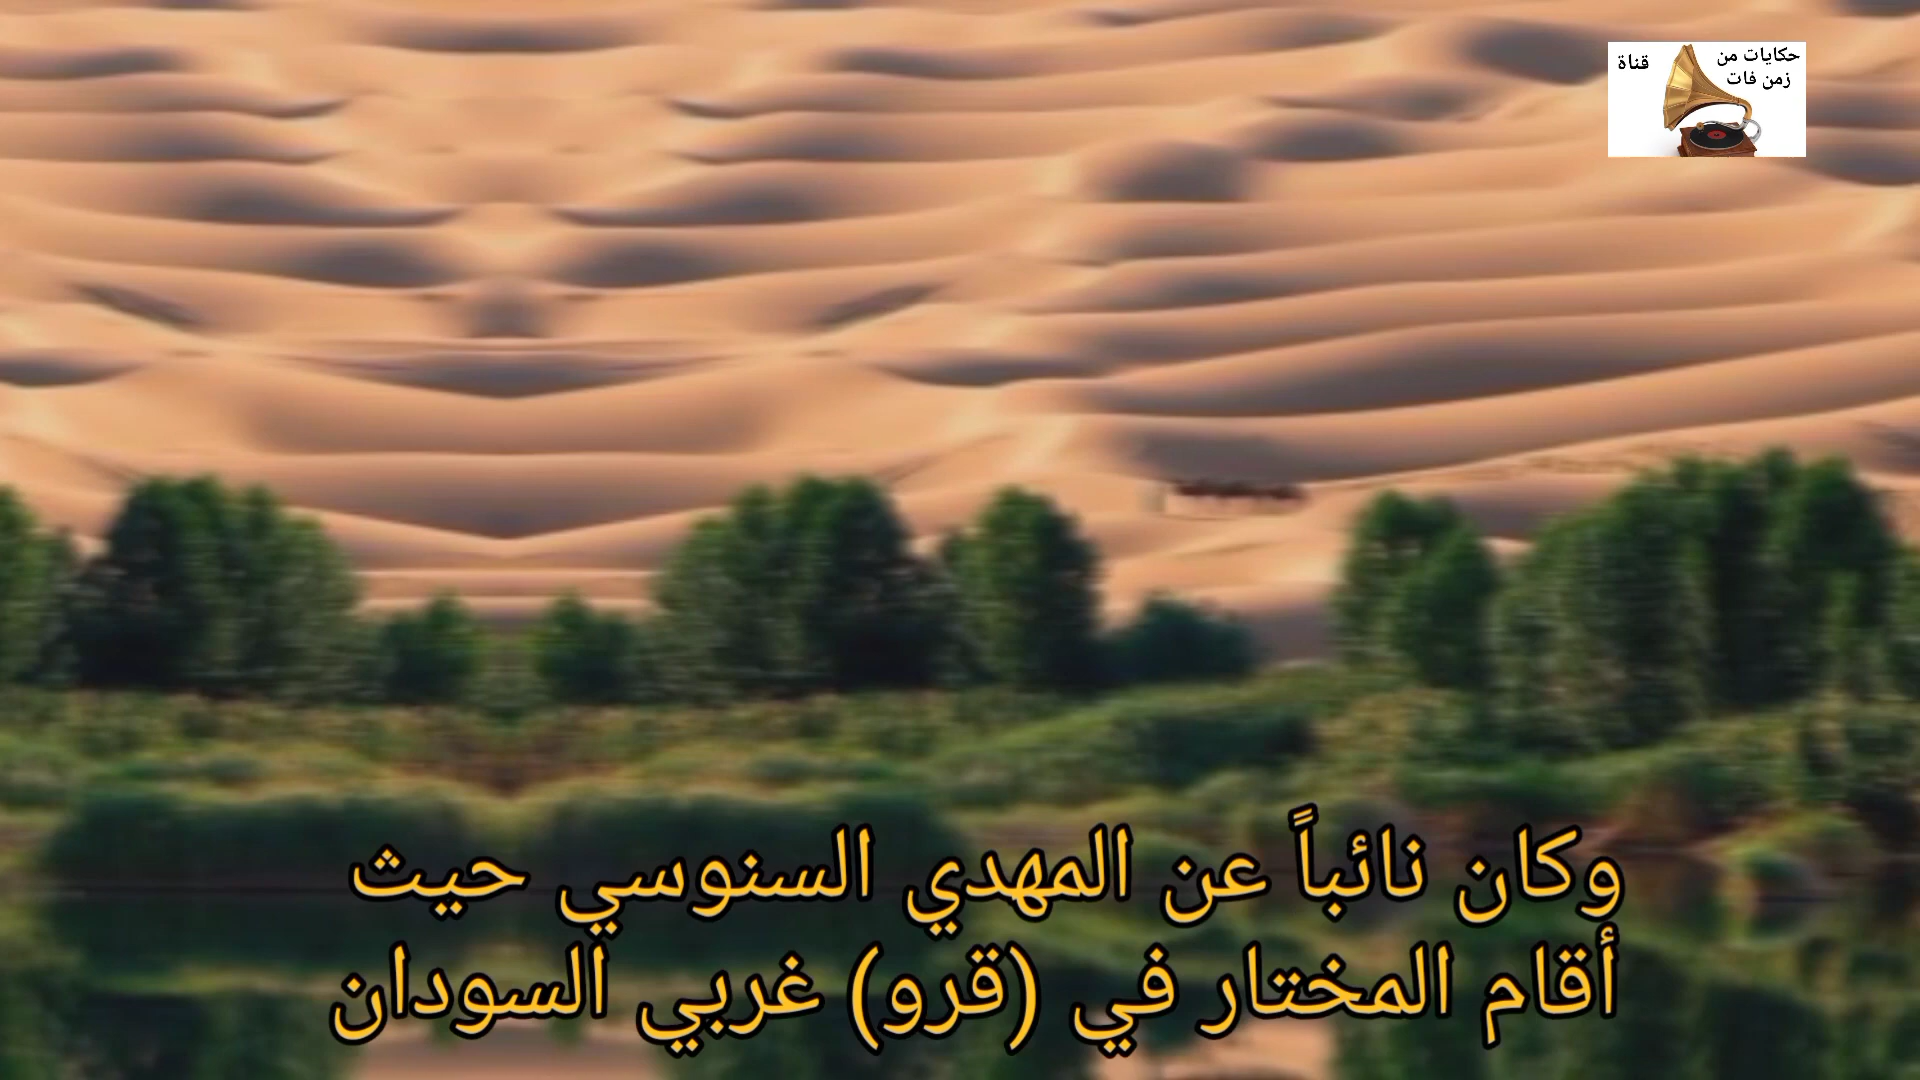 حكايات من
قناة
زمن فات
وكان نائباً عن المهدي السنوسي حيث
أقام المختار في (قرو) غربي السودان